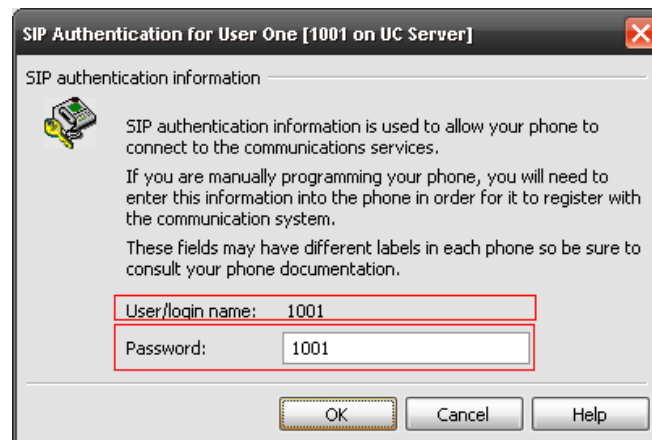 SIP Authentication for User One [1001 on UC Server]
SIP authentication information
SIP authentication information is used to allow your phone to
connect to the communications services.
If you are manually programming your phone, you will need to
enter this information into the phone in order for it to register with
the communication system.
These fields may have different labels in each phone so be sure to
consult your phone documentation.
User/login name: 1001
Password: 1001
OK Cancel Help